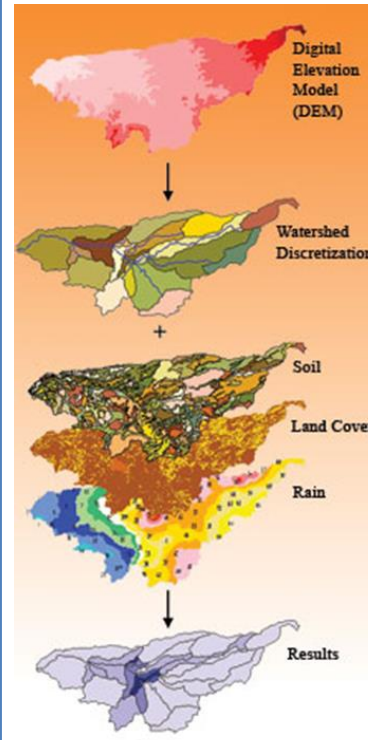 Digital
Elevation
Model
(DEM)
Watershed
Discretization
+
Soil
Land Cove
Rain
Results